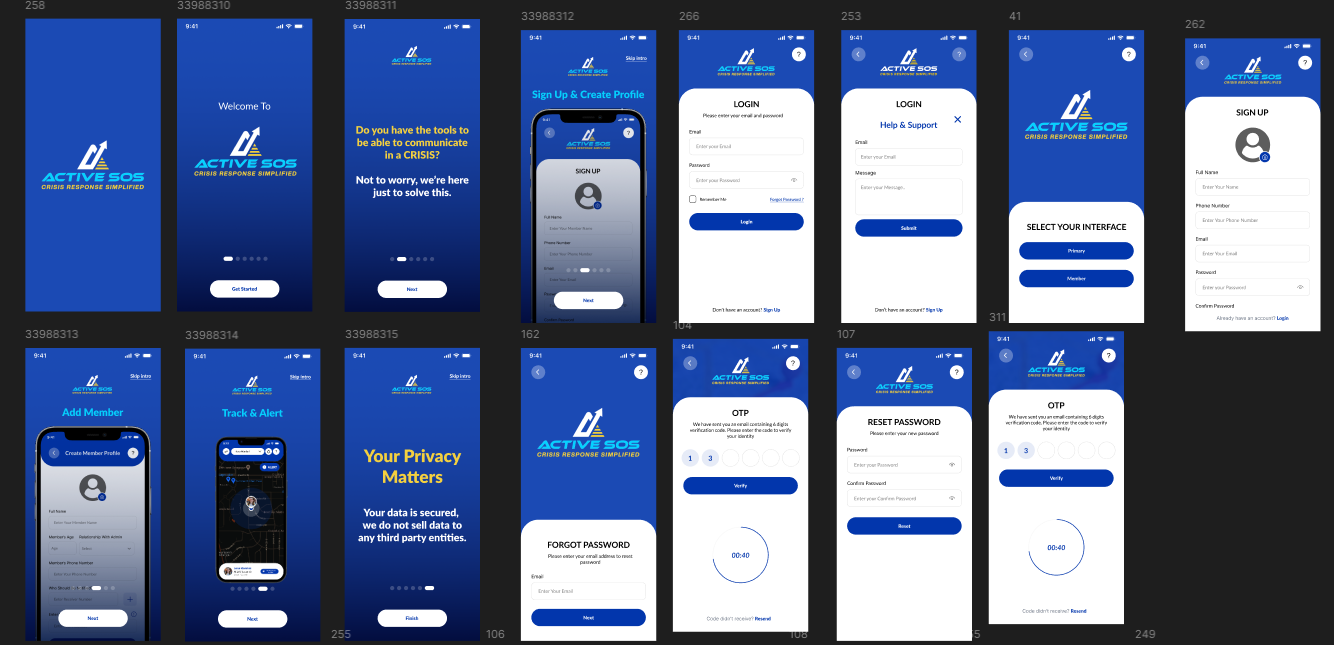 258
33988310
33988311
33988312
266
253
41
262
ACTIVE SOS
CRISIS RESPONSE SIMPLIFIED
9:41
Welcome To
ACTIVE SOS
CRISIS RESPONSE SIMPLIFIED
Get Started
9:41
ACTIVE SOS
CRISIS RESPONSE SIMPLIFIED
Do you have the tools to
be able to communicate
in a CRISIS?
Not to worry, we're here
just to solve this.
Next
9:41
Skip Intro
ACTIVE SOS
CRISIS RESPONSE SIMPLIFIED
Sign Up & Create Profile
9:41
?
ACTIVE SOS
SIGN UP
Full Name
Enter Your Member Name
Phone Number
Enter Your Phone Number
Email
Enter Your Email
Next
9:41
?
ACTIVE SOS
CRISIS RESPONSE SIMPLIFIED
LOGIN
Please enter your email and password
Email
Enter your Email
Password
Enter your Password
Remember Me
Forgot Password ?
Login
Don't have an account? Sign Up
9:41
?
ACTIVE SOS
CRISIS RESPONSE SIMPLIFIED
LOGIN
Help & Support
Email
Enter your Email
Message
Enter your Message..
Submit
Don't have an account? Sign Up
9:41
?
ACTIVE SOS
CRISIS RESPONSE SIMPLIFIED
SELECT YOUR INTERFACE
Primary
Member
9:41
?
ACTIVE SOS
CRISIS RESPONSE SIMPLIFIED
SIGN UP
Full Name
Enter Your Name
Phone Number
Enter Your Phone Number
Email
Enter Your Email
Password
Enter your Password
Confirm Password
Already have an account? Login
33988313
33988314
33988315
162
104
107
311
9:41
Skip Intro
ACTIVE SOS
CRISIS RESPONSE SIMPLIFIED
Add Member
9:41
Create Member Profile
?
Full Name
Enter Your Member Name
Member's Age
Relationship With Admin
Select
Member's Phone Number
Enter Your Phone Number
Next
9:41
Skip Intro
ACTIVE SOS
CRISIS RESPONSE SIMPLIFIED
Track & Alert
ALERT
Next
9:41
Skip Intro
ACTIVE SOS
CRISIS RESPONSE SIMPLIFIED
Your Privacy
Matters
Your data is secured,
we do not sell data to
any third party entities.
Finish
9:41
?
ACTIVE SOS
CRISIS RESPONSE SIMPLIFIED
FORGOT PASSWORD
Please enter your email address to reset
password
Email
Enter Your Email
Next
9:41
?
ACTIVE SOS
CRISIS RESPONSE SIMPLIFIED
OTP
We have sent you an email containing 6 digits
verification code. Please enter the code to verify
your identity
1 3
Verify
00:40
Code didn't receive? Resend
9:41
?
ACTIVE SOS
CRISIS RESPONSE SIMPLIFIED
RESET PASSWORD
Please enter your new password
Password
Enter your Password
Confirm Password
Enter your Confirm Password
Reset
9:41
?
ACTIVE SOS
CRISIS RESPONSE SIMPLIFIED
OTP
We have sent you an email containing 6 digits
verification code. Please enter the code to verify
your identity
1 3
Verify
00:40
Code didn't receive? Resend
255
106
108
249